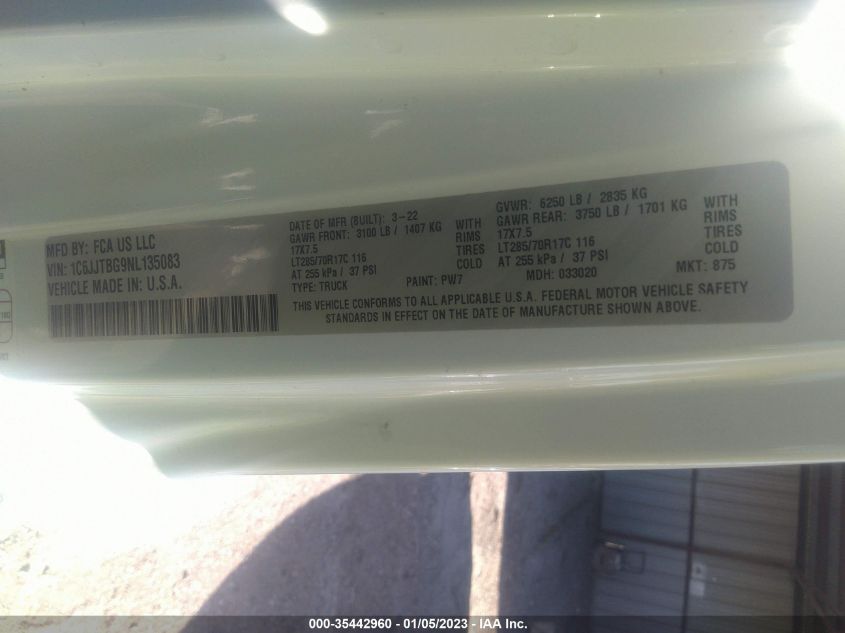 MFD BY: FCA US LLC
VIN: 1C6JJTBG9NL135083
VEHICLE MADE IN: U.S.A.
DATE OF MFR (BUILT): 3-22
GAWR FRONT: 3100 LB / 1407 KG WITH
17X7.5 RIMS
LT285/70R17C 116 TIRES
AT 255 kPa / 37 PSI COLD
TYPE: TRUCK PAINT: PW7
GVWR: 6250 LB / 2835 KG
GAWR REAR: 3750 LB / 1701 KG WITH
17X7.5 RIMS
LT285/70R17C 116 TIRES
AT 255 kPa / 37 PSI COLD
MDH: 033020 MKT: 875
THIS VEHICLE CONFORMS TO ALL APPLICABLE U.S.A. FEDERAL MOTOR VEHICLE SAFETY
STANDARDS IN EFFECT ON THE DATE OF MANUFACTURE SHOWN ABOVE.
000-35442960 - 01/05/2023 - IAA Inc.